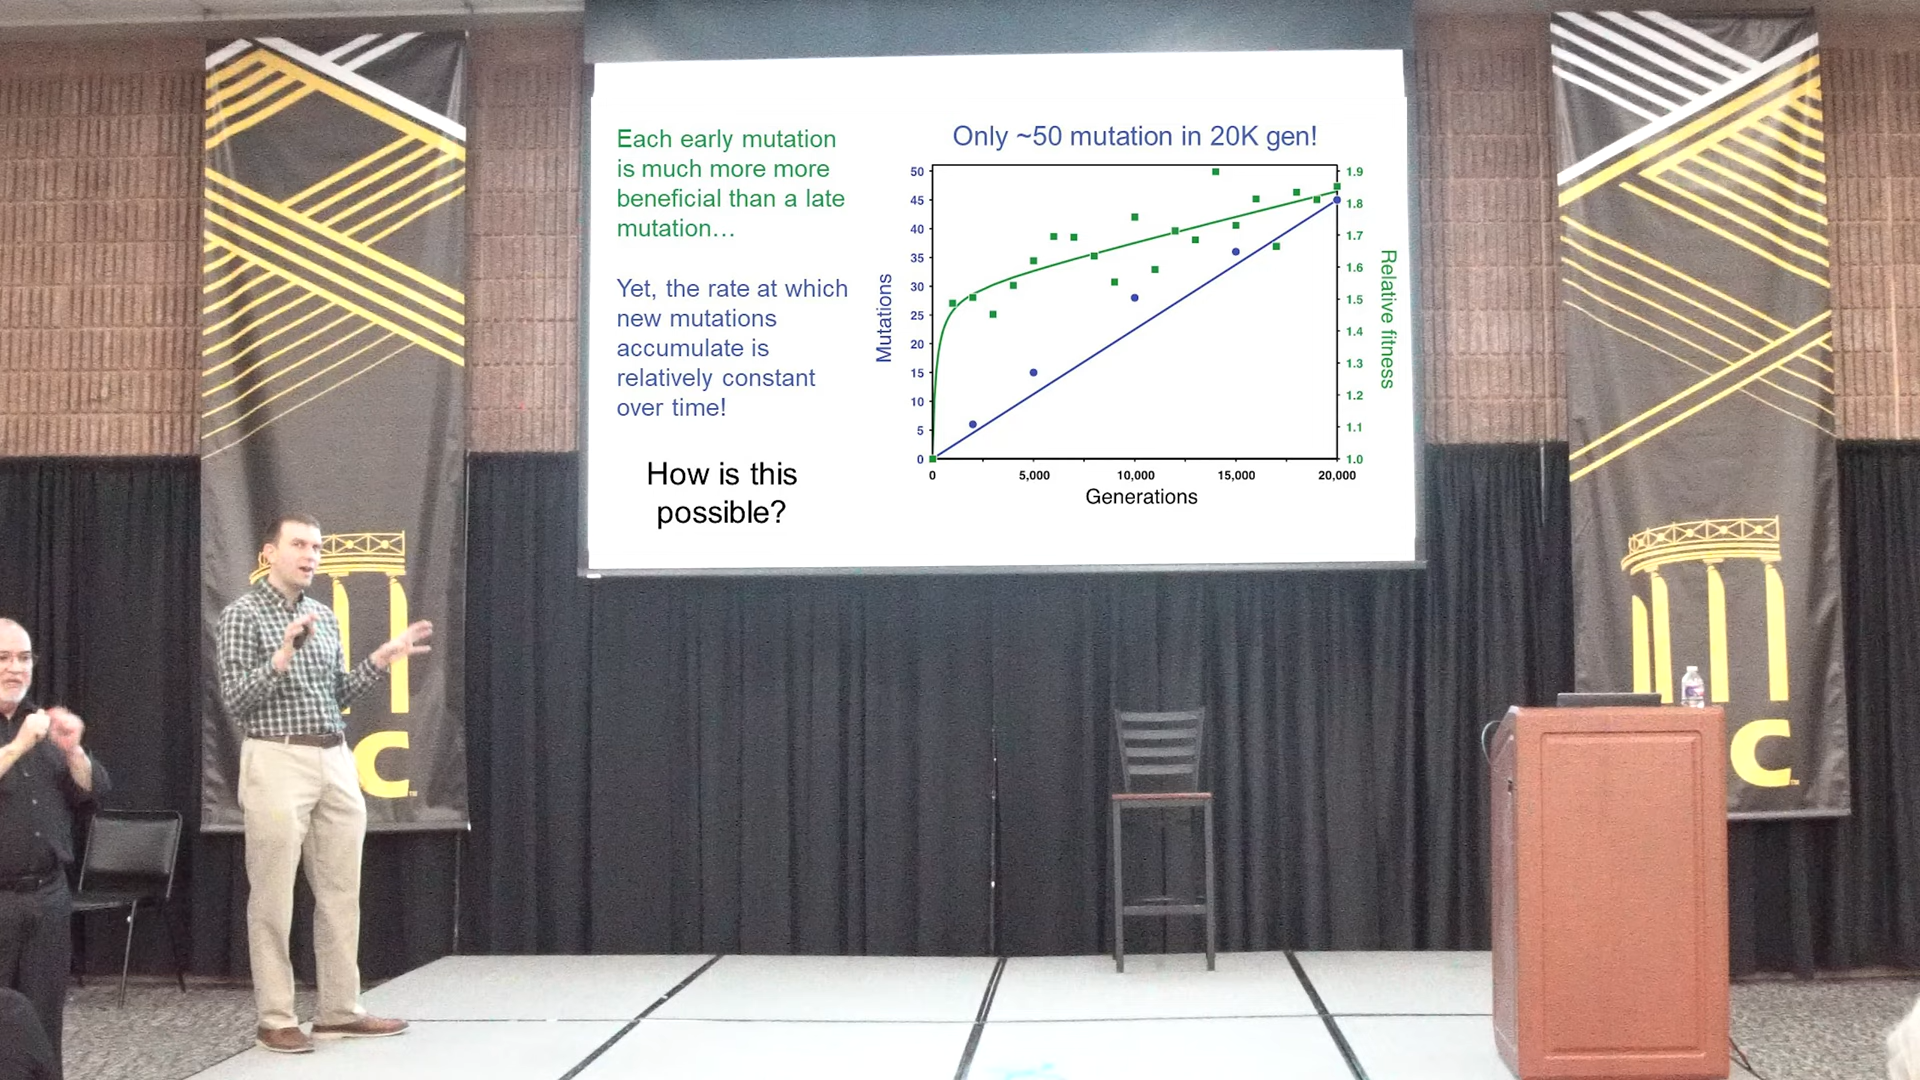 Each early mutation
is much more more
beneficial than a late
mutation…
Yet, the rate at which
new mutations
accumulate is
relatively constant
over time!
How is this
possible?
Only ~50 mutation in 20K gen!
Mutations
50
45
40
35
30
25
20
15
10
5
0
0
5,000
10,000
15,000
20,000
Generations
1.9
1.8
1.7
1.6
1.5
1.4
1.3
1.2
1.1
1.0
Relative fitness
C
TM
C
TM